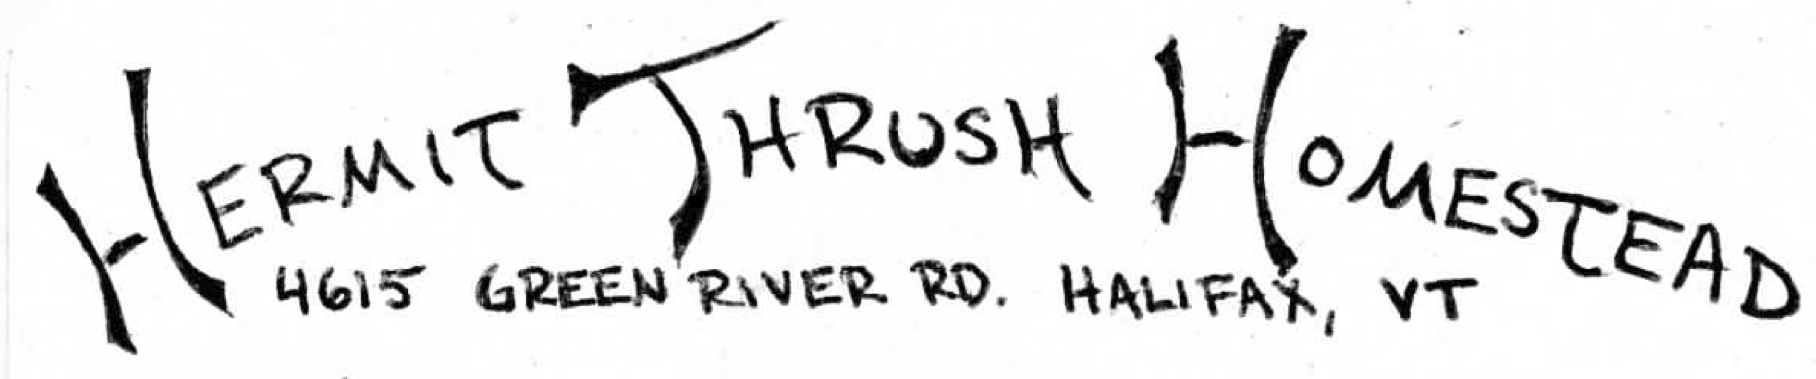 HERMIT THRUSH HOMESTEAD
4615 GREEN RIVER RD. HALIFAX, VT